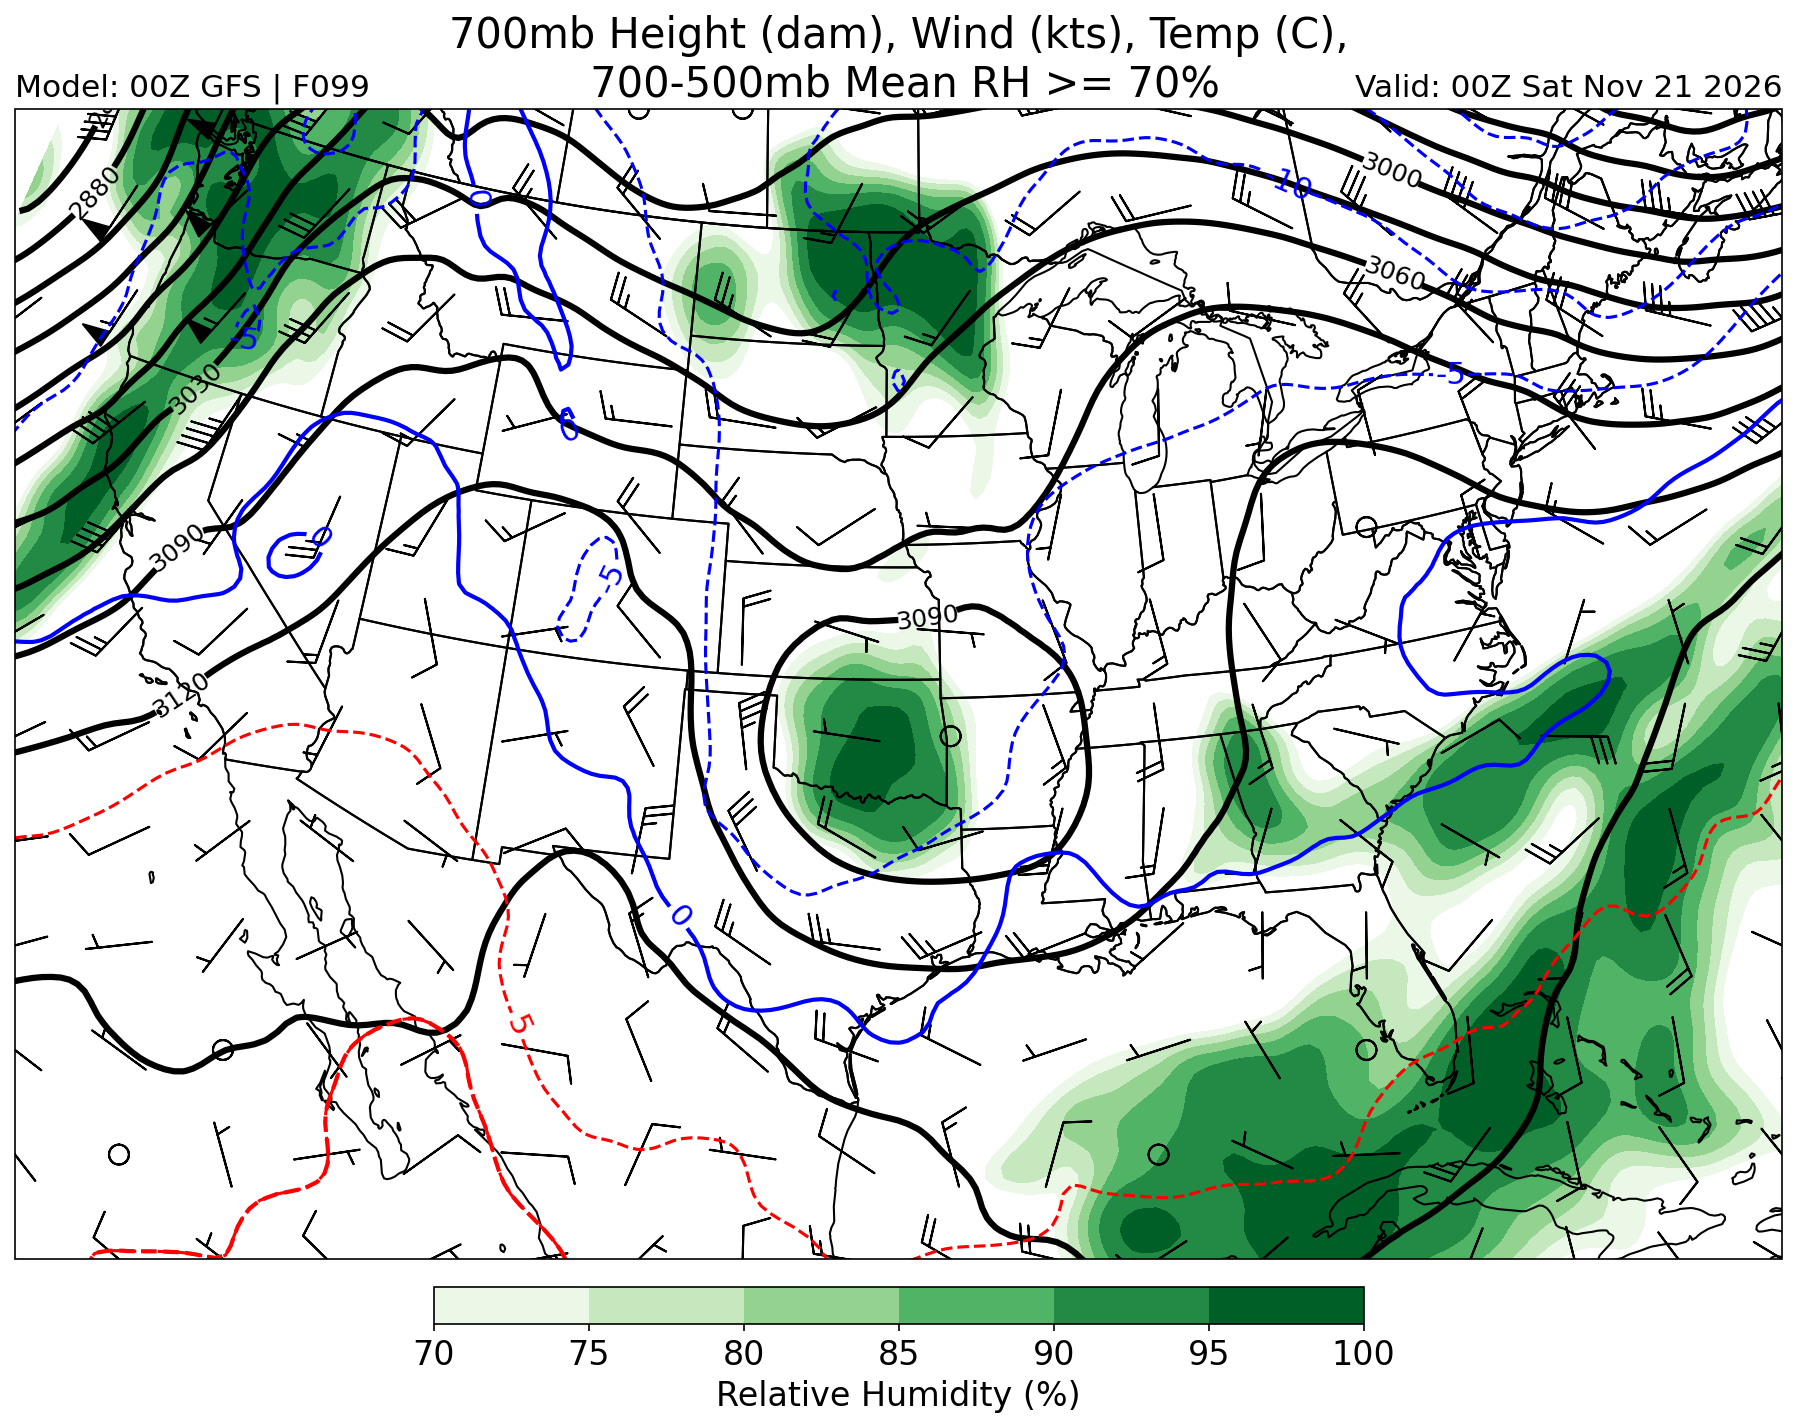 700mb Height (dam), Wind (kts), Temp (C),
Model: 00Z GFS | F099
700-500mb Mean RH >= 70%
Valid: 00Z Sat Nov 21 2026
2880
0
-10
3000
3060
-5
3030
-5
0
3090
0
-5
3090
3120
0
5
70 75 80 85 90 95 100
Relative Humidity (%)